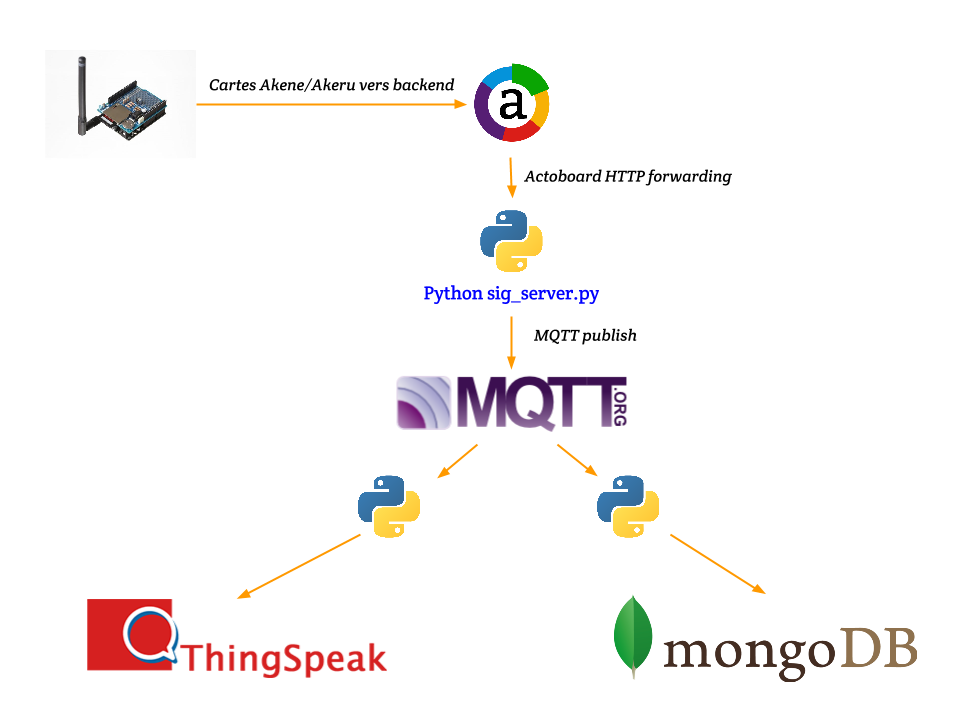 Cartes Akene/Akeru vers backend
a
Actoboard HTTP forwarding
Python sig_server.py
MQTT publish
MQTT.ORG
ThingSpeak
mongoDB